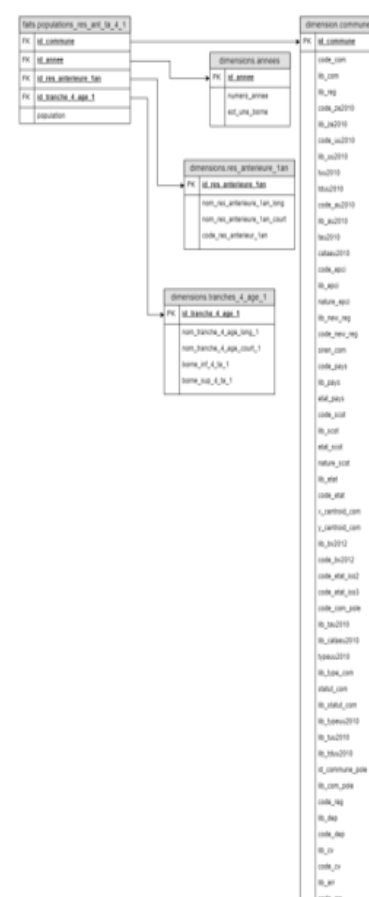 faits.populations_res_ant_ta_4_1
FK id_commune
FK id_annee
FK id_res_anterieure_1an
FK id_tranche_4_age_1
population
dimensions.annees
PK id_annee
numero_annee
est_une_borne
dimensions.res_anterieure_1an
PK id_res_anterieure_1an
nom_res_anterieure_1an_long
nom_res_anterieure_1an_court
code_res_anterieur_1an
dimensions.tranches_4_age_1
PK id_tranche_4_age_1
nom_tranche_4_age_long_1
nom_tranche_4_age_court_1
borne_inf_4_ta_1
borne_sup_4_ta_1
dimension.commune
PK id_commune
code_com
lib_com
lib_reg
code_ze2010
lib_ze2010
code_uu2010
lib_uu2010
tuu2010
tduu2010
code_au2010
lib_au2010
tau2010
cataeu2010
code_epci
lib_epci
nature_epci
lib_new_reg
code_new_reg
siren_com
code_pays
lib_pays
etat_pays
code_scot
lib_scot
etat_scot
nature_scot
lib_etat
code_etat
x_centroid_com
y_centroid_com
lib_bv2012
code_bv2012
code_etat_iso2
code_etat_iso3
code_com_pole
lib_tau2010
lib_cataeu2010
typeuu2010
lib_type_com
statut_com
lib_statut_com
lib_typeuu2010
lib_tuu2010
lib_tduu2010
id_commune_pole
lib_com_pole
code_reg
lib_dep
code_dep
lib_cv
code_cv
lib_arr